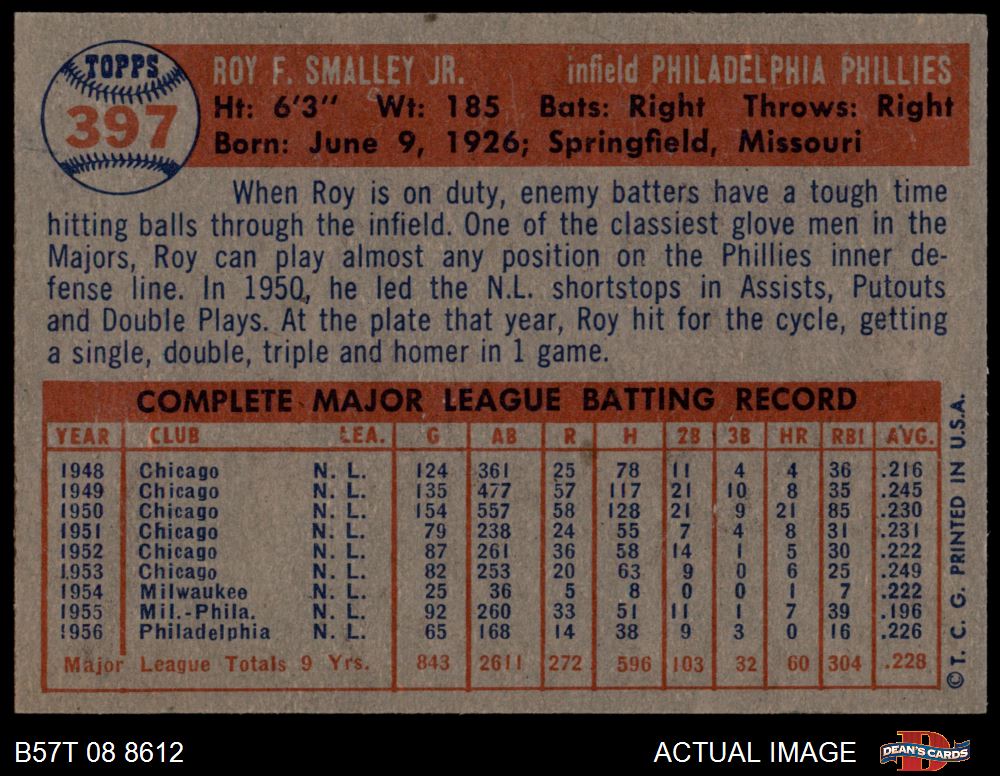 TOPPS
397
ROY F. SMALLEY JR. infield PHILADELPHIA PHILLIES
Ht: 6'3" Wt: 185 Bats: Right Throws: Right
Born: June 9, 1926; Springfield, Missouri
When Roy is on duty, enemy batters have a tough time
hitting balls through the infield. One of the classiest glove men in the
Majors, Roy can play almost any position on the Phillies inner de-
fense line. In 1950, he led the N.L. shortstops in Assists, Putouts
and Double Plays. At the plate that year, Roy hit for the cycle, getting
a single, double, triple and homer in 1 game.
COMPLETE MAJOR LEAGUE BATTING RECORD
YEAR CLUB LEA. G AB R H 2B 3B HR RBI AVG.
1948 Chicago N. L. 124 361 25 78 11 4 4 36 .216
1949 Chicago N. L. 135 477 57 117 21 10 8 35 .245
1950 Chicago N. L. 154 557 58 128 21 9 21 85 .230
1951 Chicago N. L. 79 238 24 55 7 4 8 31 .231
1952 Chicago N. L. 87 261 36 58 14 1 5 30 .222
1953 Chicago N. L. 82 253 20 63 9 0 6 25 .249
1954 Milwaukee N. L. 25 36 5 8 0 0 1 7 .222
1955 Mil.-Phila. N. L. 92 260 33 51 11 1 7 39 .196
1956 Philadelphia N. L. 65 168 14 38 9 3 0 16 .226
Major League Totals 9 Yrs. 843 2611 272 596 103 32 60 304 .228
© T. C. G. PRINTED IN U.S.A.
B57T 08 8612 ACTUAL IMAGE DEAN'S CARDS